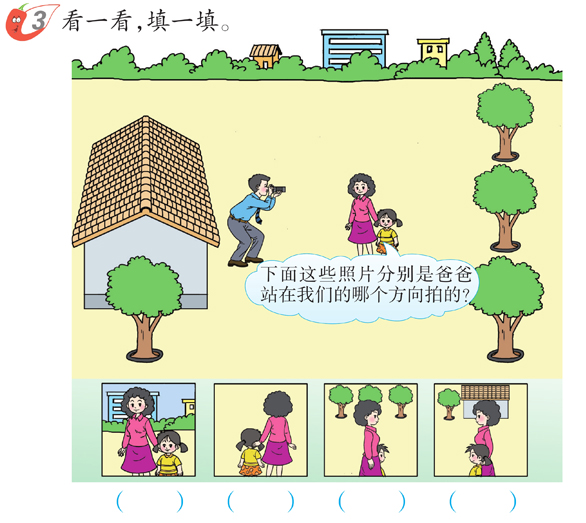 3 看一看,填一填。
下面这些照片分别是爸爸
站在我们的哪个方向拍的?
( ) ( ) ( ) ( )